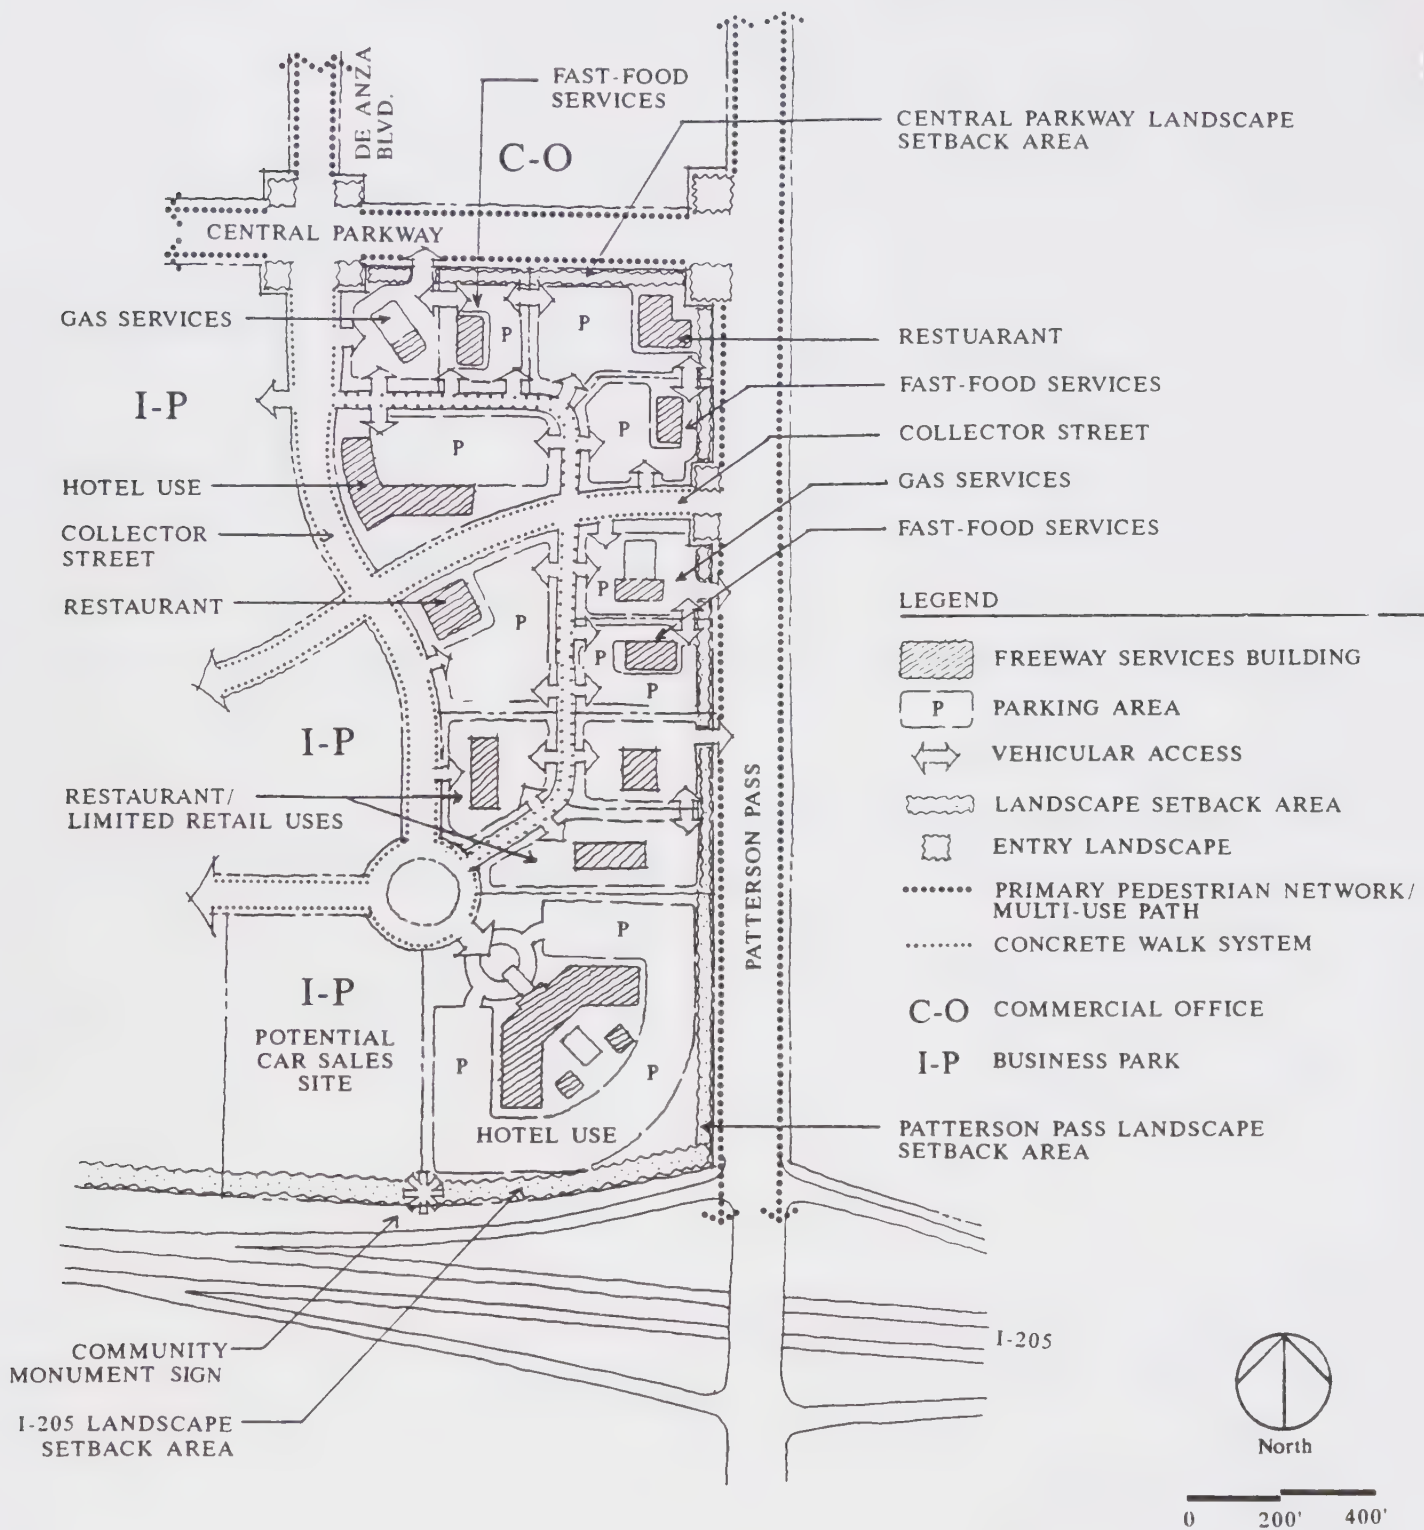 DE ANZA
BLVD.
FAST-FOOD
SERVICES
C-O
CENTRAL PARKWAY LANDSCAPE
SETBACK AREA
CENTRAL PARKWAY
GAS SERVICES
P
P
RESTUARANT
I-P
FAST-FOOD SERVICES
P
P
COLLECTOR STREET
HOTEL USE
GAS SERVICES
COLLECTOR
STREET
FAST-FOOD SERVICES
P
RESTAURANT
P
P
P
I-P
RESTAURANT/
LIMITED RETAIL USES
PATTERSON PASS
LEGEND
FREEWAY SERVICES BUILDING
P PARKING AREA
VEHICULAR ACCESS
LANDSCAPE SETBACK AREA
ENTRY LANDSCAPE
PRIMARY PEDESTRIAN NETWORK/
MULTI-USE PATH
CONCRETE WALK SYSTEM
C-O COMMERCIAL OFFICE
I-P BUSINESS PARK
P
I-P
POTENTIAL
CAR SALES
SITE
P
P
HOTEL USE
PATTERSON PASS LANDSCAPE
SETBACK AREA
COMMUNITY
MONUMENT SIGN
I-205
I-205 LANDSCAPE
SETBACK AREA
North
0 200' 400'